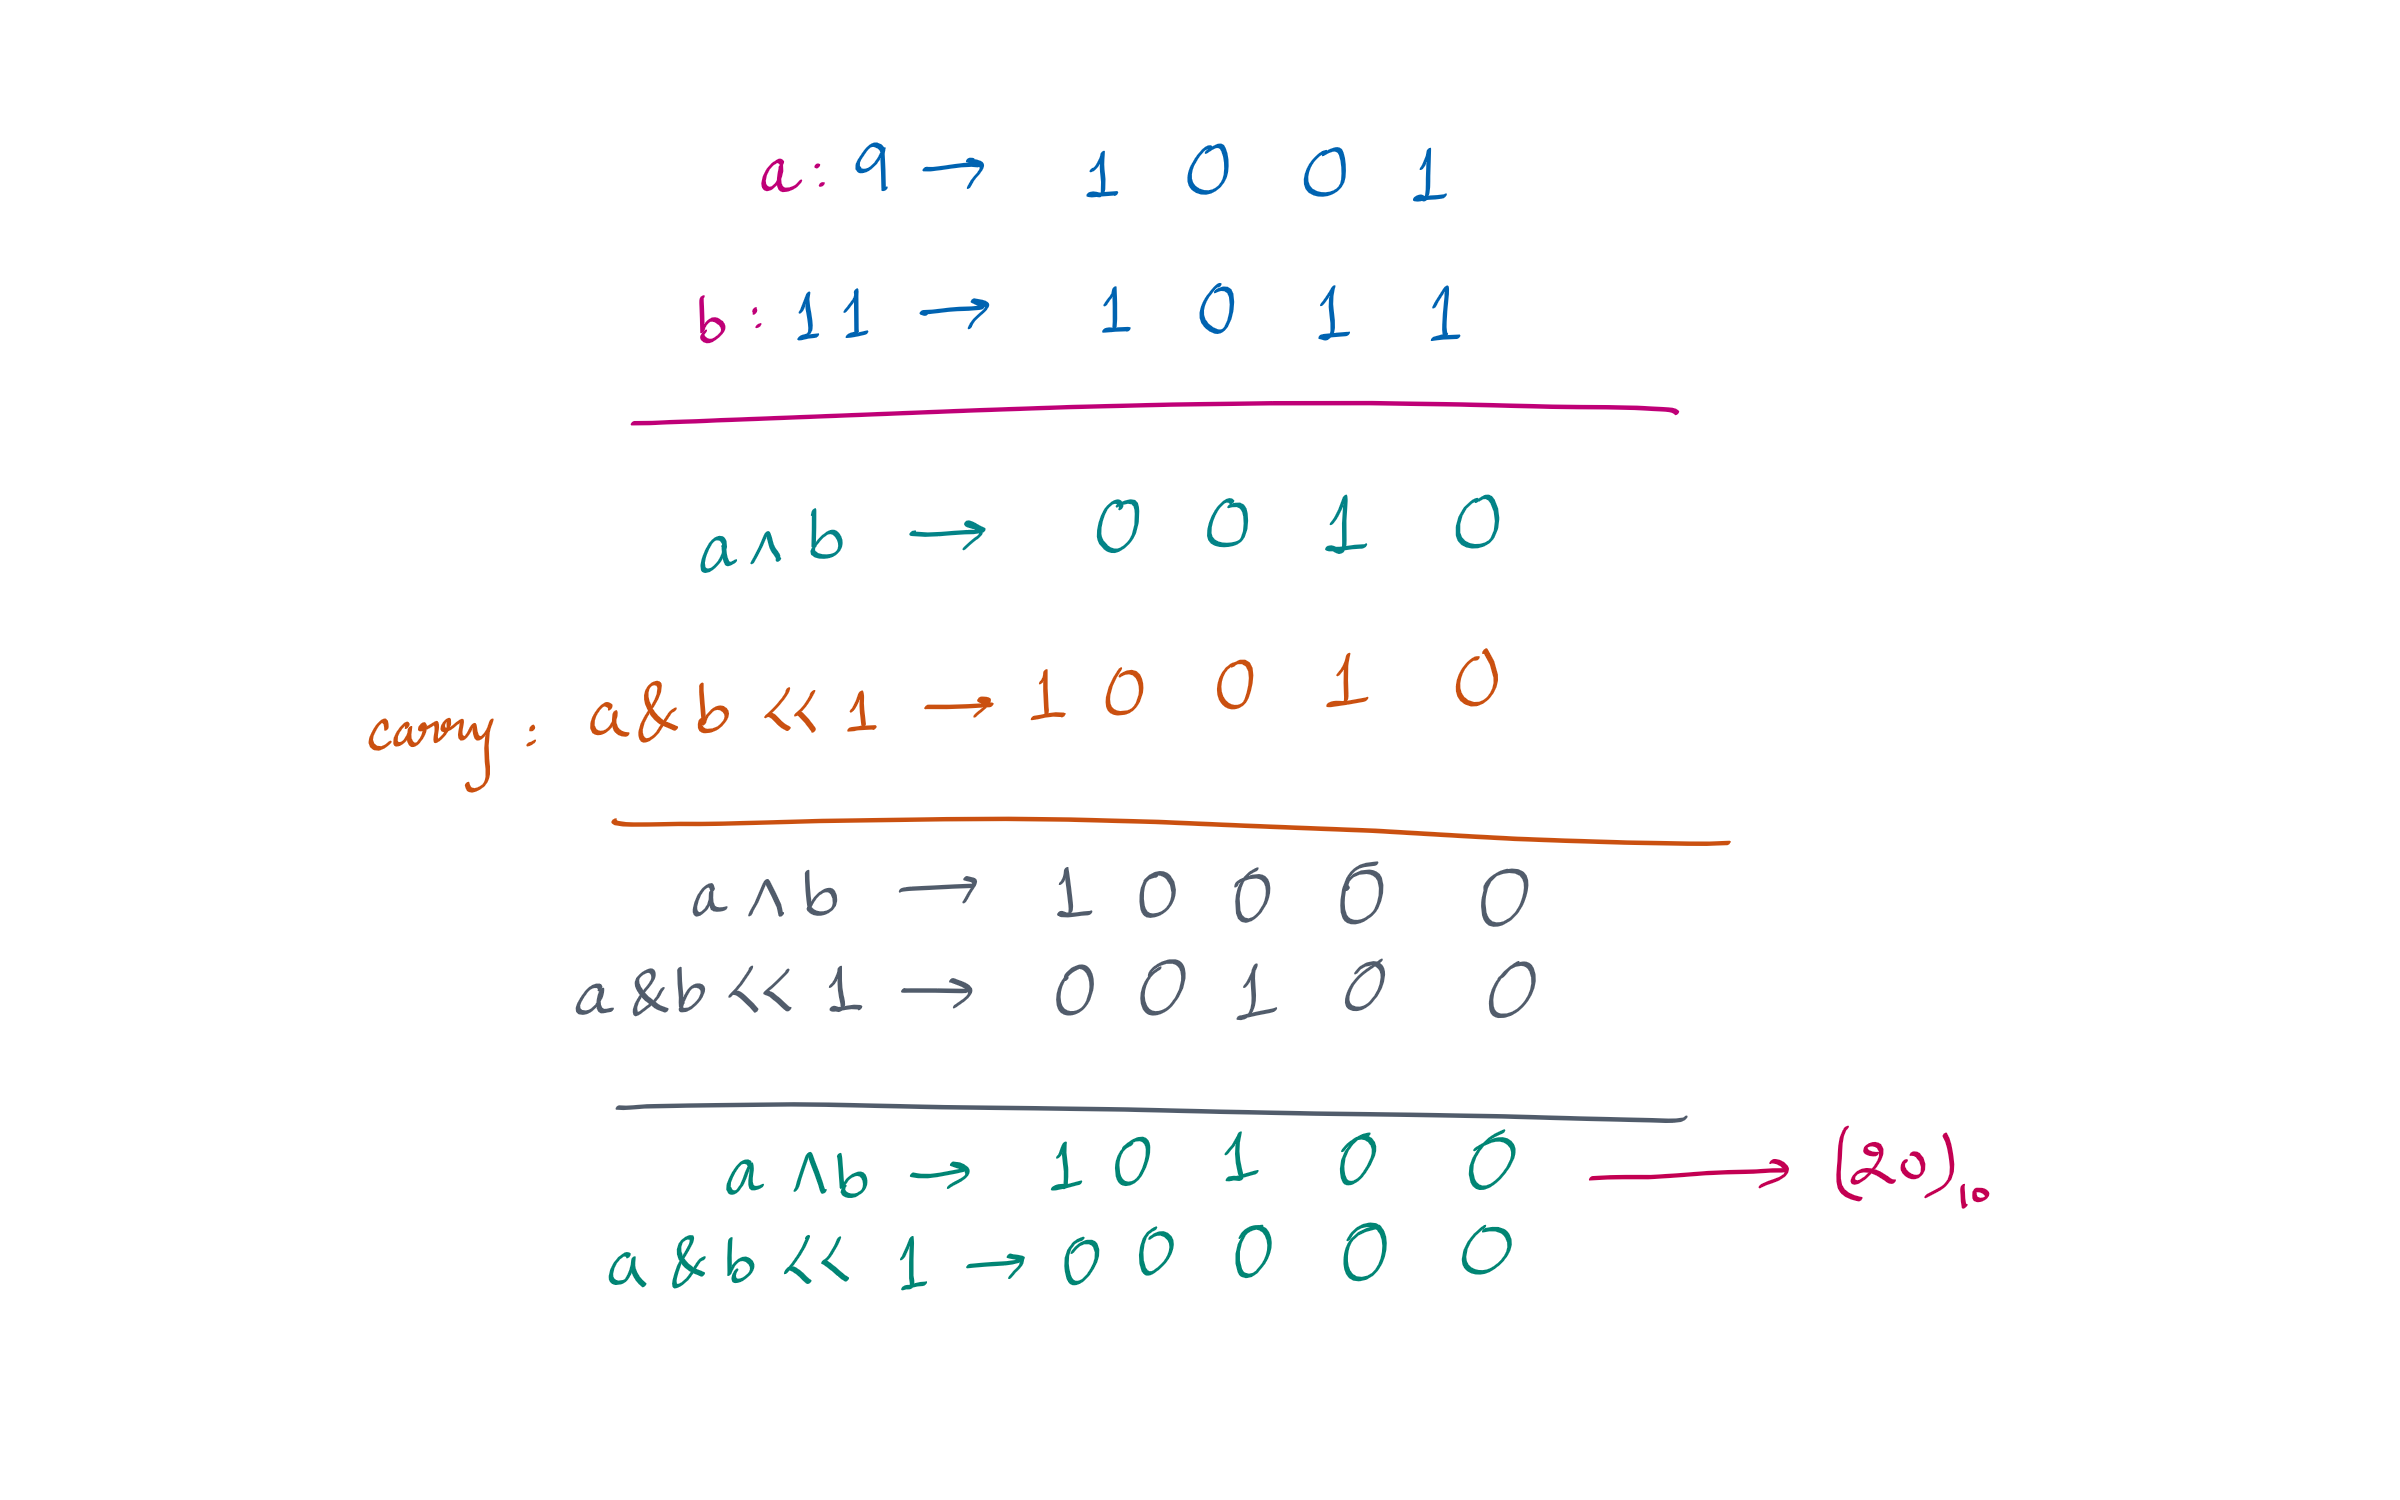 a: 9 → 1 0 0 1
b: 11 → 1 0 1 1
a ∧ b → 0 0 1 0
carry: a & b << 1 → 1 0 0 1 0
a ∧ b → 1 0 0 0 0
a & b << 1 → 0 0 1 0 0
a ∧ b → 1 0 1 0 0 → (20)₁₀
a & b << 1 → 0 0 0 0 0